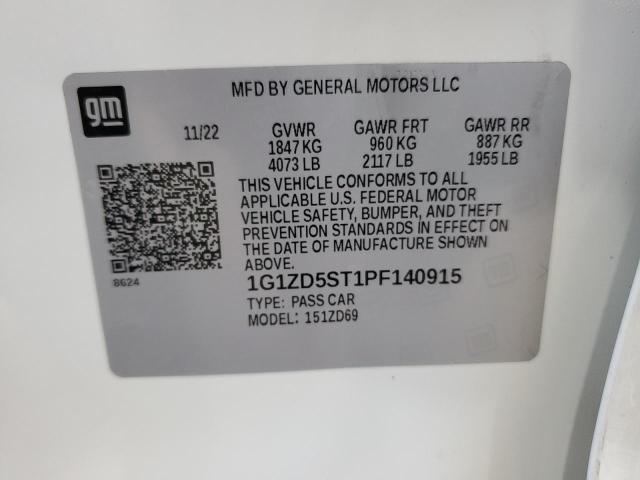 gm
MFD BY GENERAL MOTORS LLC
11/22 GVWR GAWR FRT GAWR RR
1847 KG 960 KG 887 KG
4073 LB 2117 LB 1955 LB
THIS VEHICLE CONFORMS TO ALL
APPLICABLE U.S. FEDERAL MOTOR
VEHICLE SAFETY, BUMPER, AND THEFT
PREVENTION STANDARDS IN EFFECT ON
THE DATE OF MANUFACTURE SHOWN
ABOVE.
8624
1G1ZD5ST1PF140915
TYPE: PASS CAR
MODEL: 151ZD69